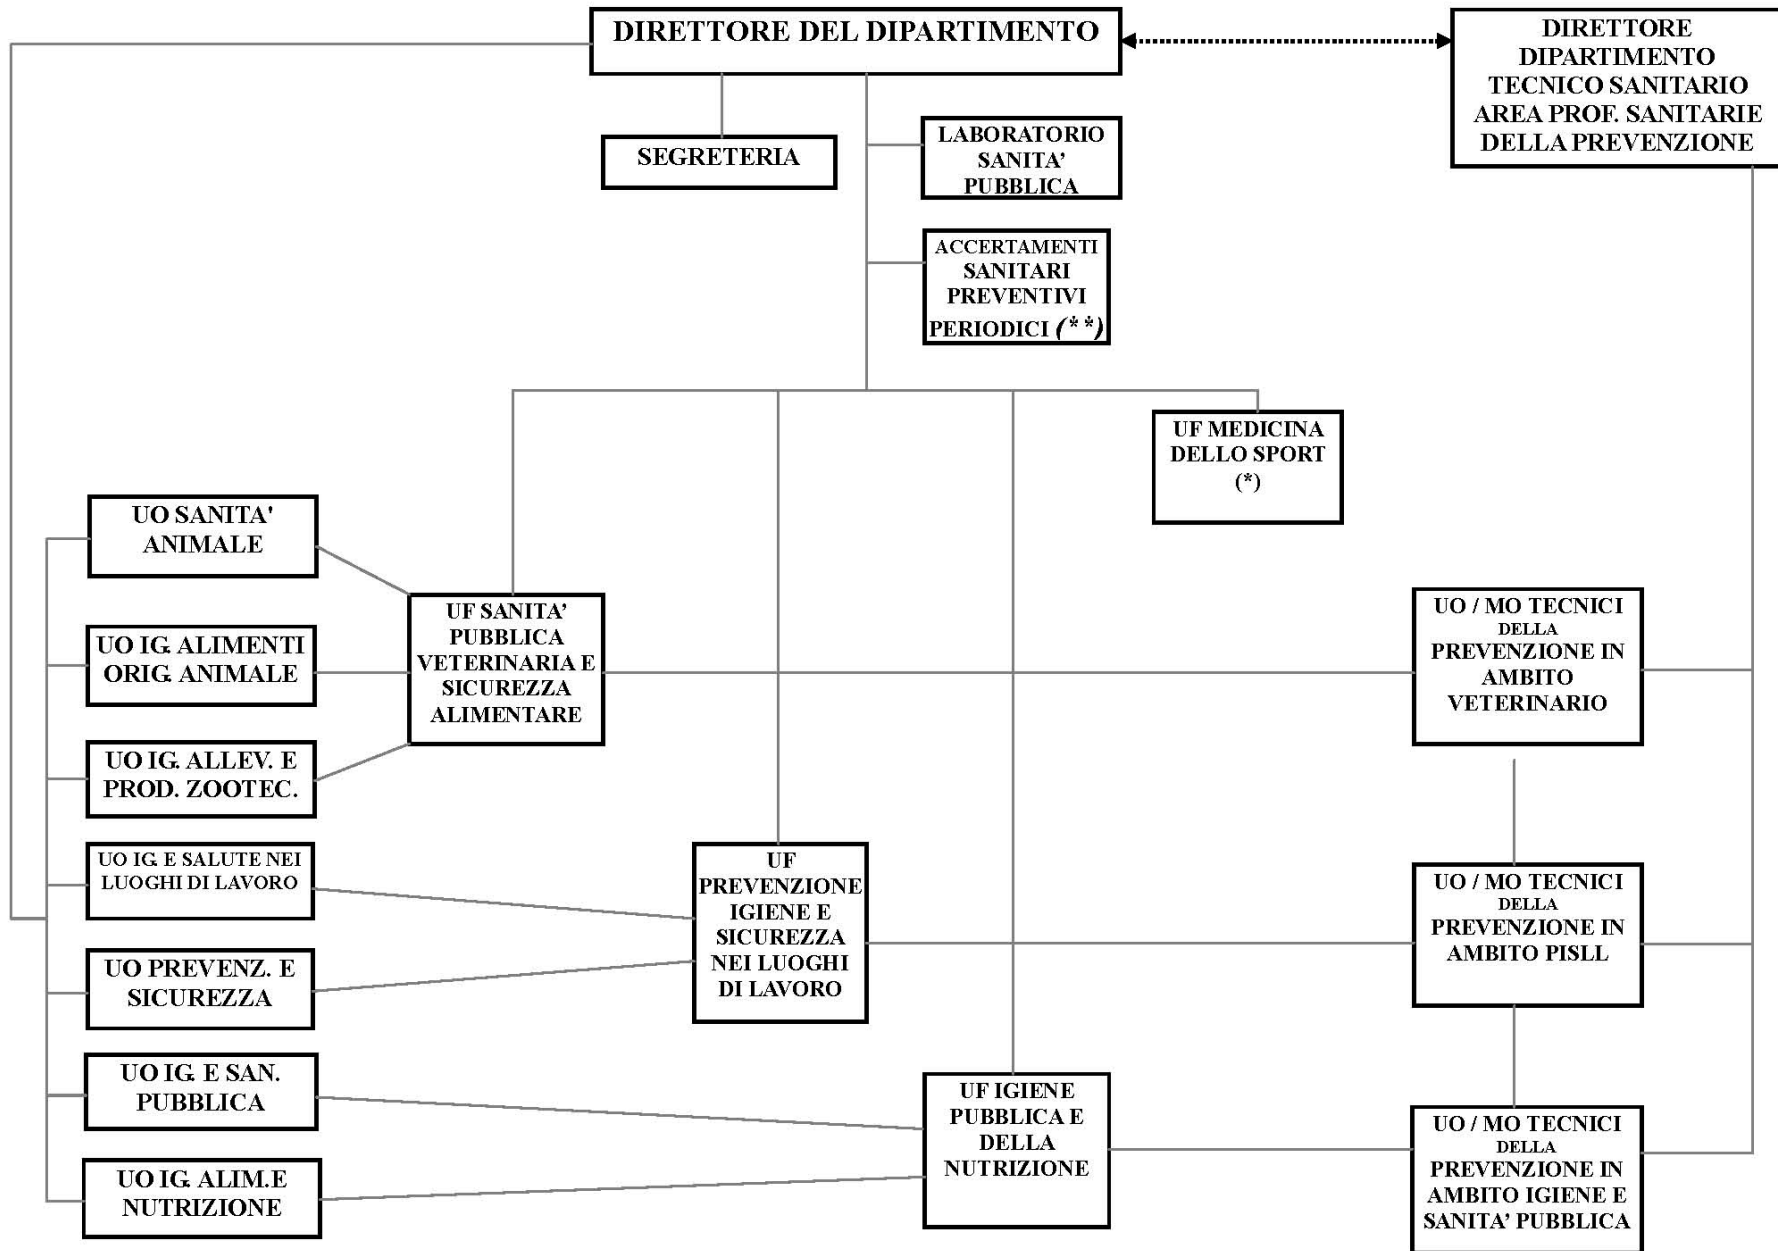 DIRETTORE DEL DIPARTIMENTO
DIRETTORE
DIPARTIMENTO
TECNICO SANITARIO
AREA PROF. SANITARIE
DELLA PREVENZIONE
SEGRETERIA
LABORATORIO
SANITA’
PUBBLICA
ACCERTAMENTI
SANITARI
PREVENTIVI
PERIODICI (**)
UF MEDICINA
DELLO SPORT
(*)
UO SANITA'
ANIMALE
UO IG. ALIMENTI
ORIG. ANIMALE
UO IG. ALLEV. E
PROD. ZOOTEC.
UO IG. E SALUTE NEI
LUOGHI DI LAVORO
UO PREVENZ. E
SICUREZZA
UO IG. E SAN.
PUBBLICA
UO IG. ALIM.E
NUTRIZIONE
UF SANITA’
PUBBLICA
VETERINARIA E
SICUREZZA
ALIMENTARE
UF
PREVENZIONE
IGIENE E
SICUREZZA
NEI LUOGHI
DI LAVORO
UF IGIENE
PUBBLICA E
DELLA
NUTRIZIONE
UO / MO TECNICI
DELLA
PREVENZIONE IN
AMBITO
VETERINARIO
UO / MO TECNICI
DELLA
PREVENZIONE IN
AMBITO PISLL
UO / MO TECNICI
DELLA
PREVENZIONE IN
AMBITO IGIENE E
SANITA’ PUBBLICA